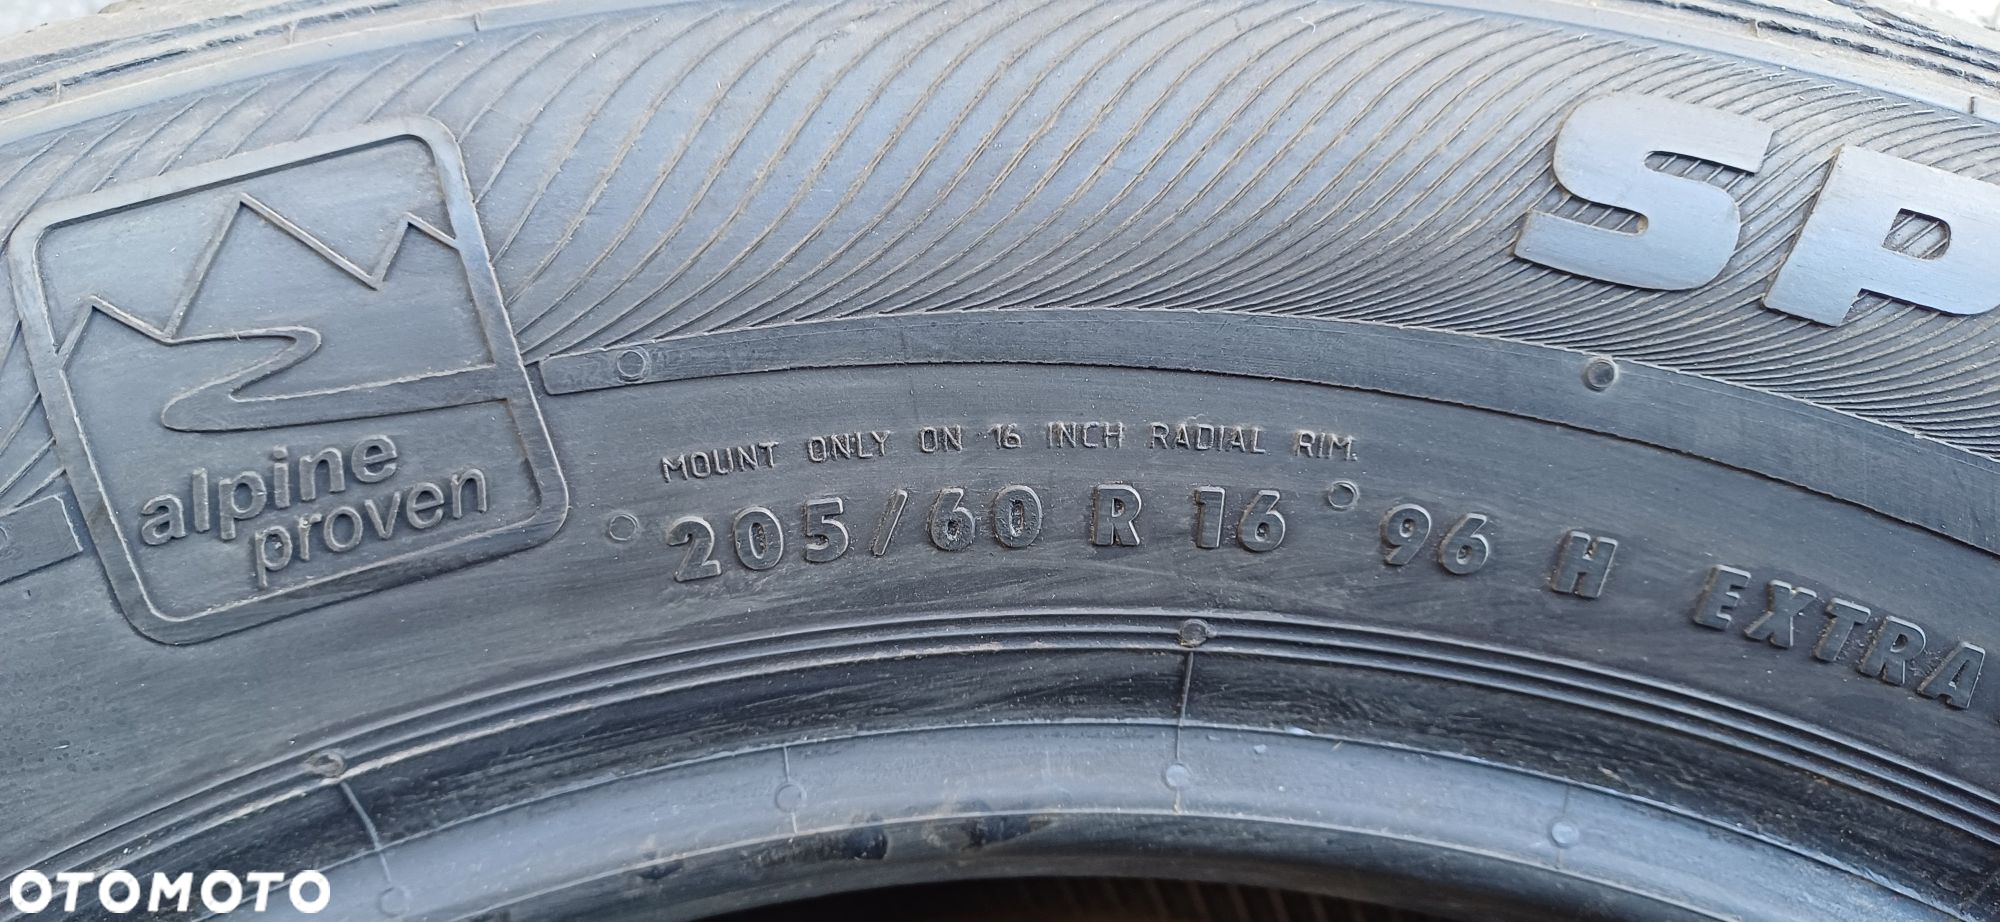 SP
alpine
proven
MOUNT ONLY ON 16 INCH RADIAL RIM.
205/60 R 16 96 H EXTRA
OTOMOTO